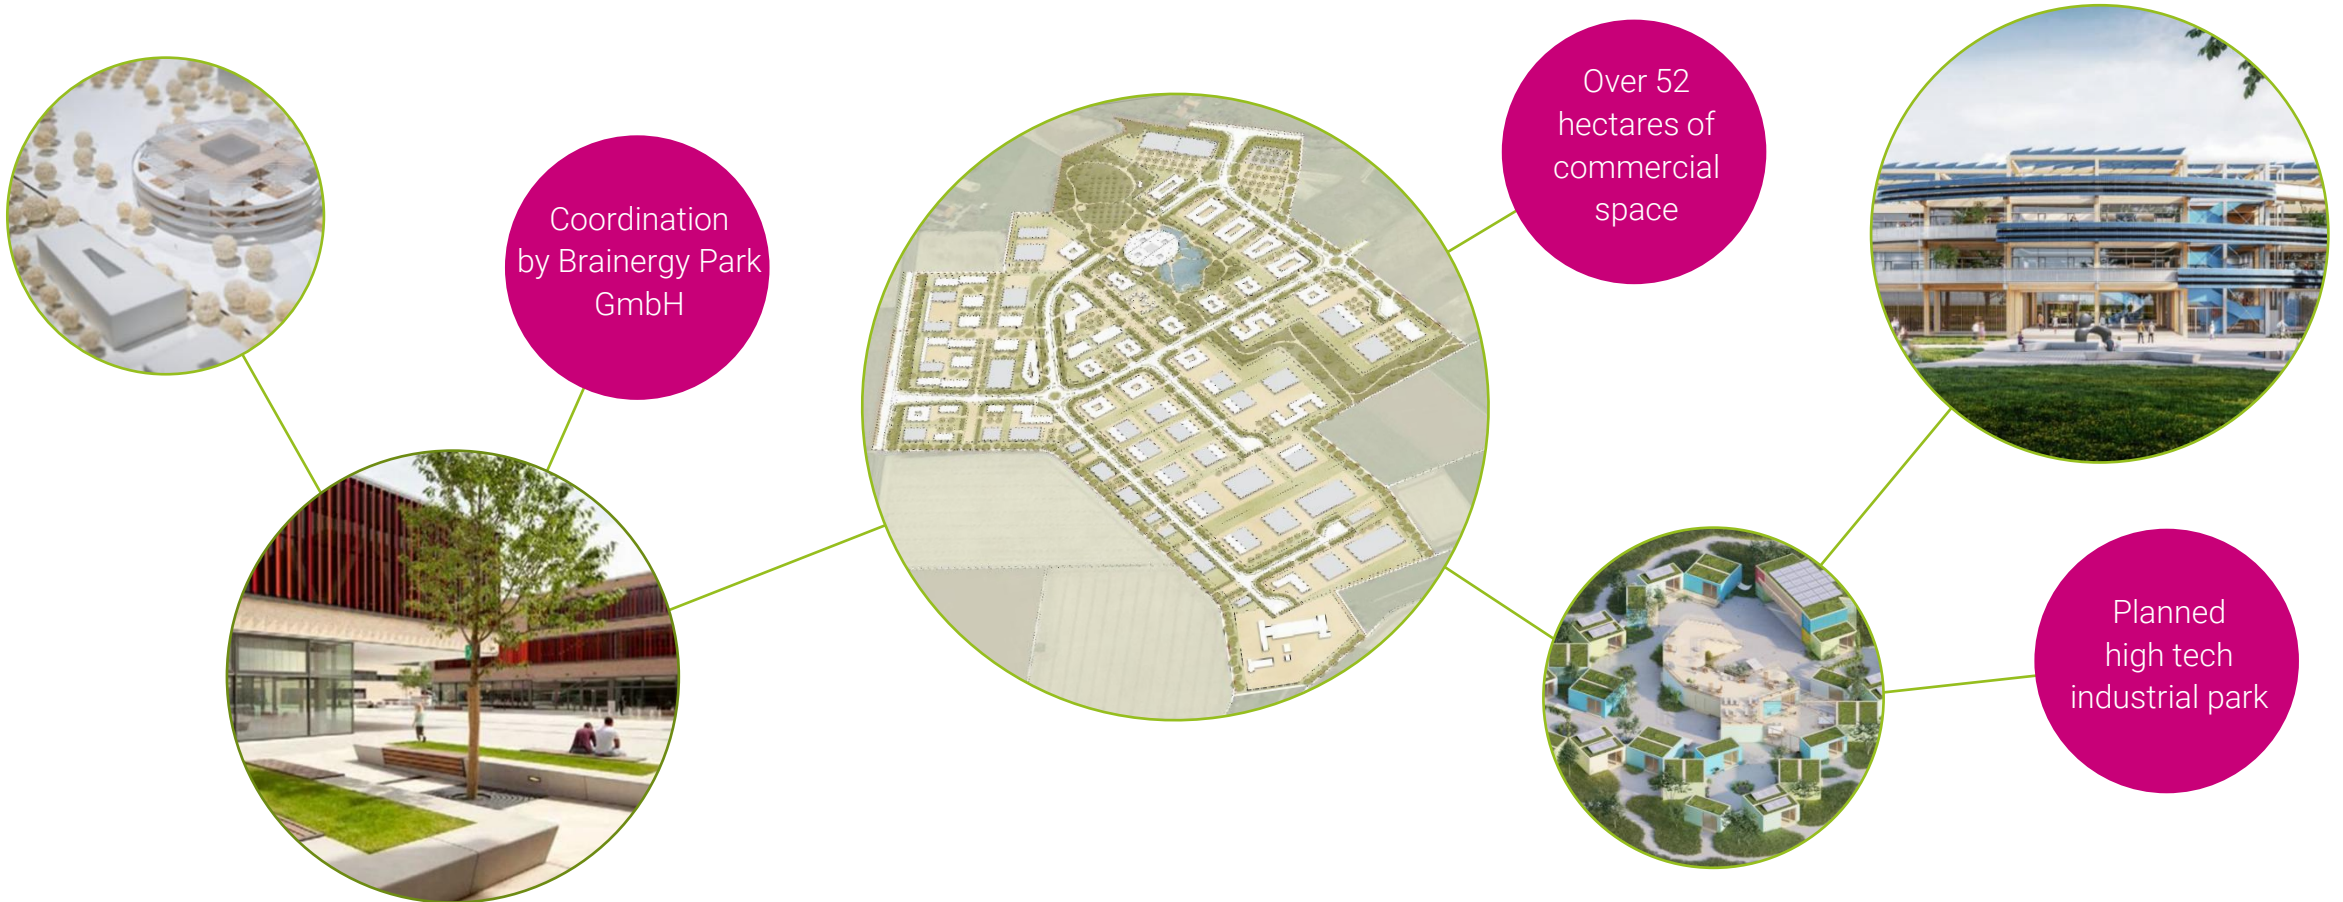 Coordination
by Brainergy Park
GmbH
Over 52
hectares of
commercial
space
Planned
high tech
industrial park